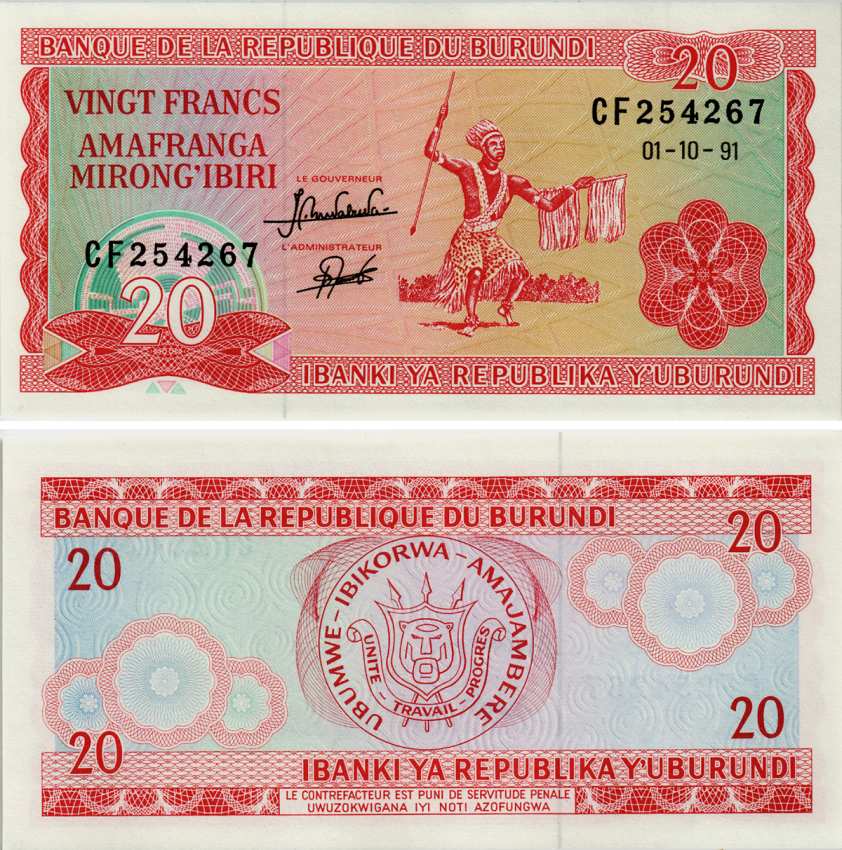 BANQUE DE LA REPUBLIQUE DU BURUNDI
20
VINGT FRANCS
CF254267
AMAFRANGA
MIRONG'IBIRI
01-10-91
LE GOUVERNEUR
L'ADMINISTRATEUR
CF254267
20
IBANKI YA REPUBLIKA Y'UBURUNDI
BANQUE DE LA REPUBLIQUE DU BURUNDI
20
20
UBUMWE - IBIKORWA - AMAJAMBERE
UNITE - TRAVAIL - PROGRES
20
20
IBANKI YA REPUBLIKA Y'UBURUNDI
LE CONTREFACTEUR EST PUNI DE SERVITUDE PENALE
UWUZOKWIGANA IYI NOTI AZOFUNGWA